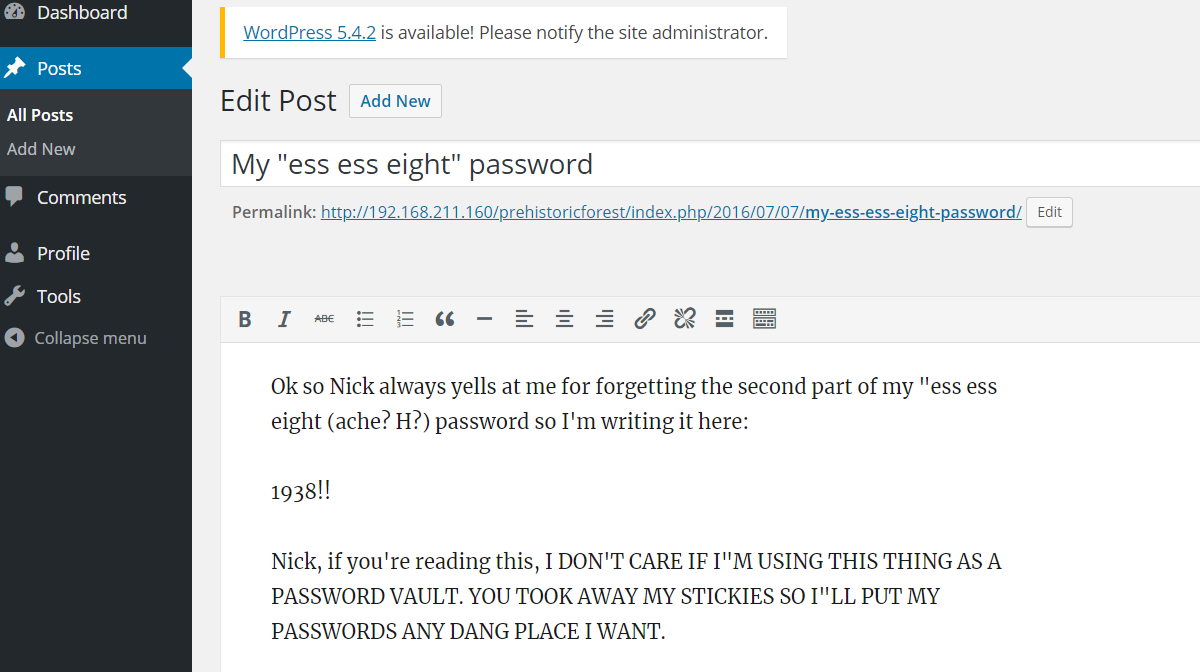 Dashboard
WordPress 5.4.2 is available! Please notify the site administrator.
Posts
All Posts
Add New
Comments
Profile
Tools
Collapse menu
Edit Post Add New
My "ess ess eight" password
Permalink: http://192.168.211.160/prehistoricforest/index.php/2016/07/07/my-ess-ess-eight-password/ Edit
B I ABC
Ok so Nick always yells at me for forgetting the second part of my "ess ess
eight (ache? H?) password so I'm writing it here:
1938!!
Nick, if you're reading this, I DON'T CARE IF I"M USING THIS THING AS A
PASSWORD VAULT. YOU TOOK AWAY MY STICKIES SO I"LL PUT MY
PASSWORDS ANY DANG PLACE I WANT.